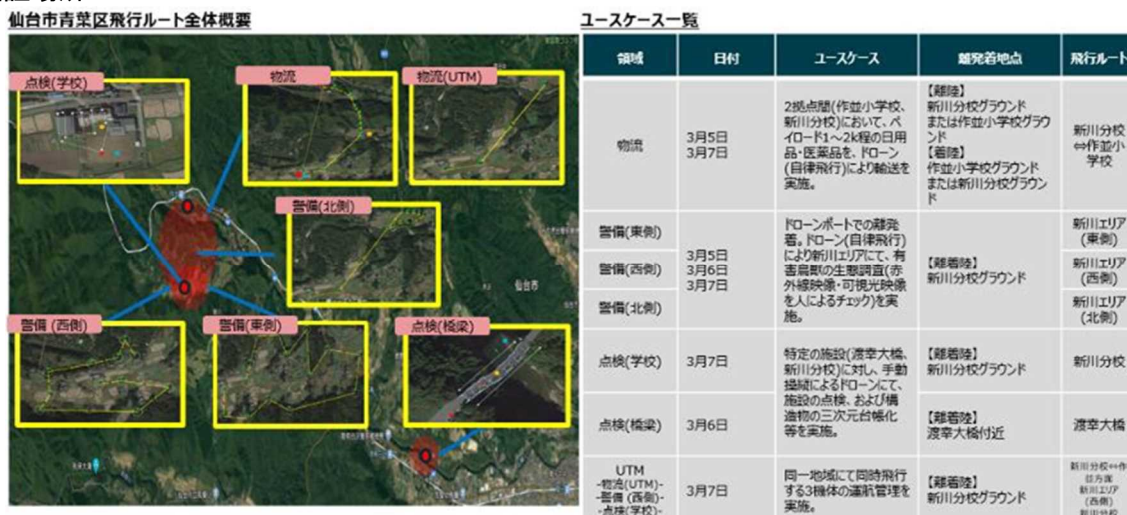 仙台市青葉区飛行ルート全体概要
点検(学校)
物流
物流(UTM)
警備(北側)
仙台市
警備 (西側)
警備(東側)
点検(橋梁)
ユースケース一覧
領域
日付
ユースケース
離発着地点
飛行ルート
物流
3月5日
3月7日
2拠点間(作並小学校、
新川分校)において、ペ
イロード1～2k程の日用
品・医薬品を、ドローン
(自律飛行)により輸送を
実施。
【離陸】
新川分校グラウンド
または作並小学校グラウ
ンド
【着陸】
作並小学校グラウンド
または新川分校グラウン
ド
新川分校
⇔作並小
学校
警備(東側)
警備(西側)
警備(北側)
3月5日
3月6日
3月7日
ドローンポートでの離発
着。ドローン(自律飛行)
により新川エリアにて、有
害鳥獣の生態調査(赤
外線映像・可視光映像
を人によるチェック)を実
施。
【離着陸】
新川分校グラウンド
新川エリア
(東側)
新川エリア
(西側)
新川エリア
(北側)
点検(学校)
3月7日
特定の施設(渡幸大橋、
新川分校)に対し、手動
操縦によるドローンにて、
施設の点検、および構
造物の三次元台帳化
等を実施。
【離着陸】
新川分校グラウンド
新川分校
点検(橋梁)
3月6日
【離着陸】
渡幸大橋付近
渡幸大橋
UTM
-物流(UTM)-
-警備 (西側)-
-点検(学校)-
3月7日
同一地域にて同時飛行
する3機体の運航管理を
実施。
【離着陸】
新川分校グラウンド
新川分校⇔作
並方面
新川エリア
(西側)
新川分校